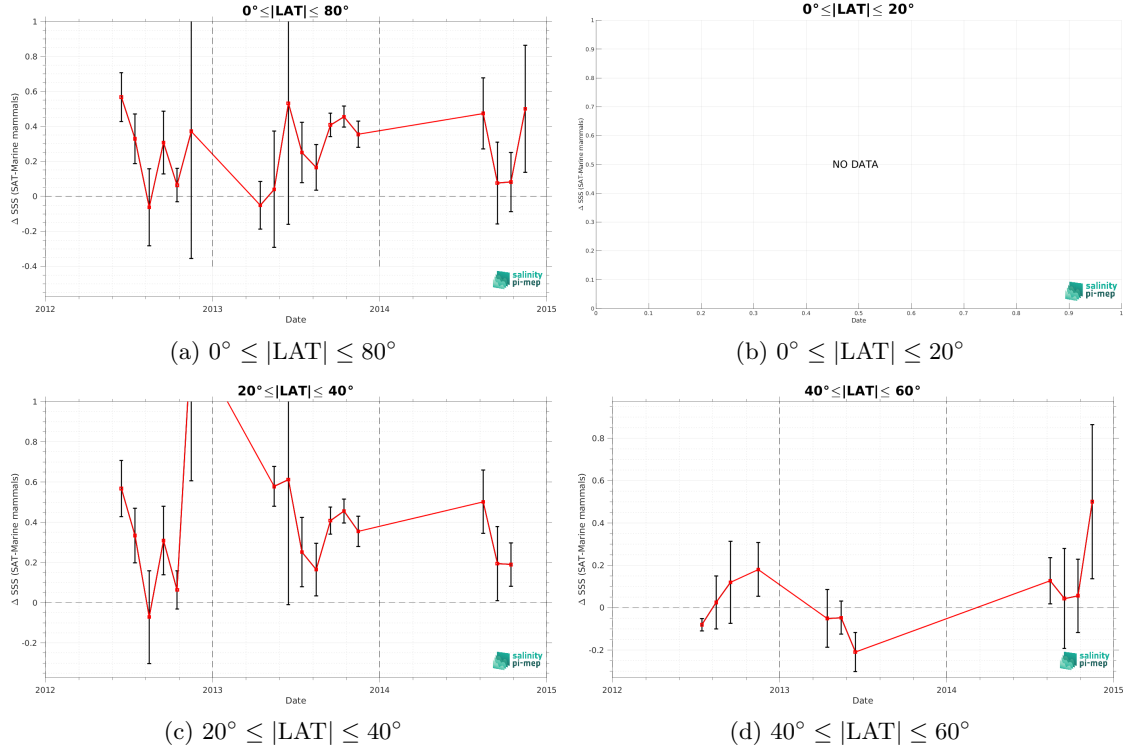 0°≤|LAT|≤ 80°
Δ SSS (SAT-Marine mammals)
1
0.8
0.6
0.4
0.2
0
-0.2
-0.4
2012
2013
2014
2015
Date
salinity
pi-mep
(a) 0° ≤ |LAT| ≤ 80°
0°≤|LAT|≤ 20°
Δ SSS (SAT-Marine mammals)
1
0.9
0.8
0.7
0.6
0.5
0.4
0.3
0.2
0.1
0
NO DATA
0
0.1
0.2
0.3
0.4
0.5
0.6
0.7
0.8
0.9
1
Date
salinity
pi-mep
(b) 0° ≤ |LAT| ≤ 20°
20°≤|LAT|≤ 40°
Δ SSS (SAT-Marine mammals)
1
0.8
0.6
0.4
0.2
0
-0.2
2012
2013
2014
2015
Date
salinity
pi-mep
(c) 20° ≤ |LAT| ≤ 40°
40°≤|LAT|≤ 60°
Δ SSS (SAT-Marine mammals)
0.8
0.6
0.4
0.2
0
-0.2
2012
2013
2014
2015
Date
salinity
pi-mep
(d) 40° ≤ |LAT| ≤ 60°